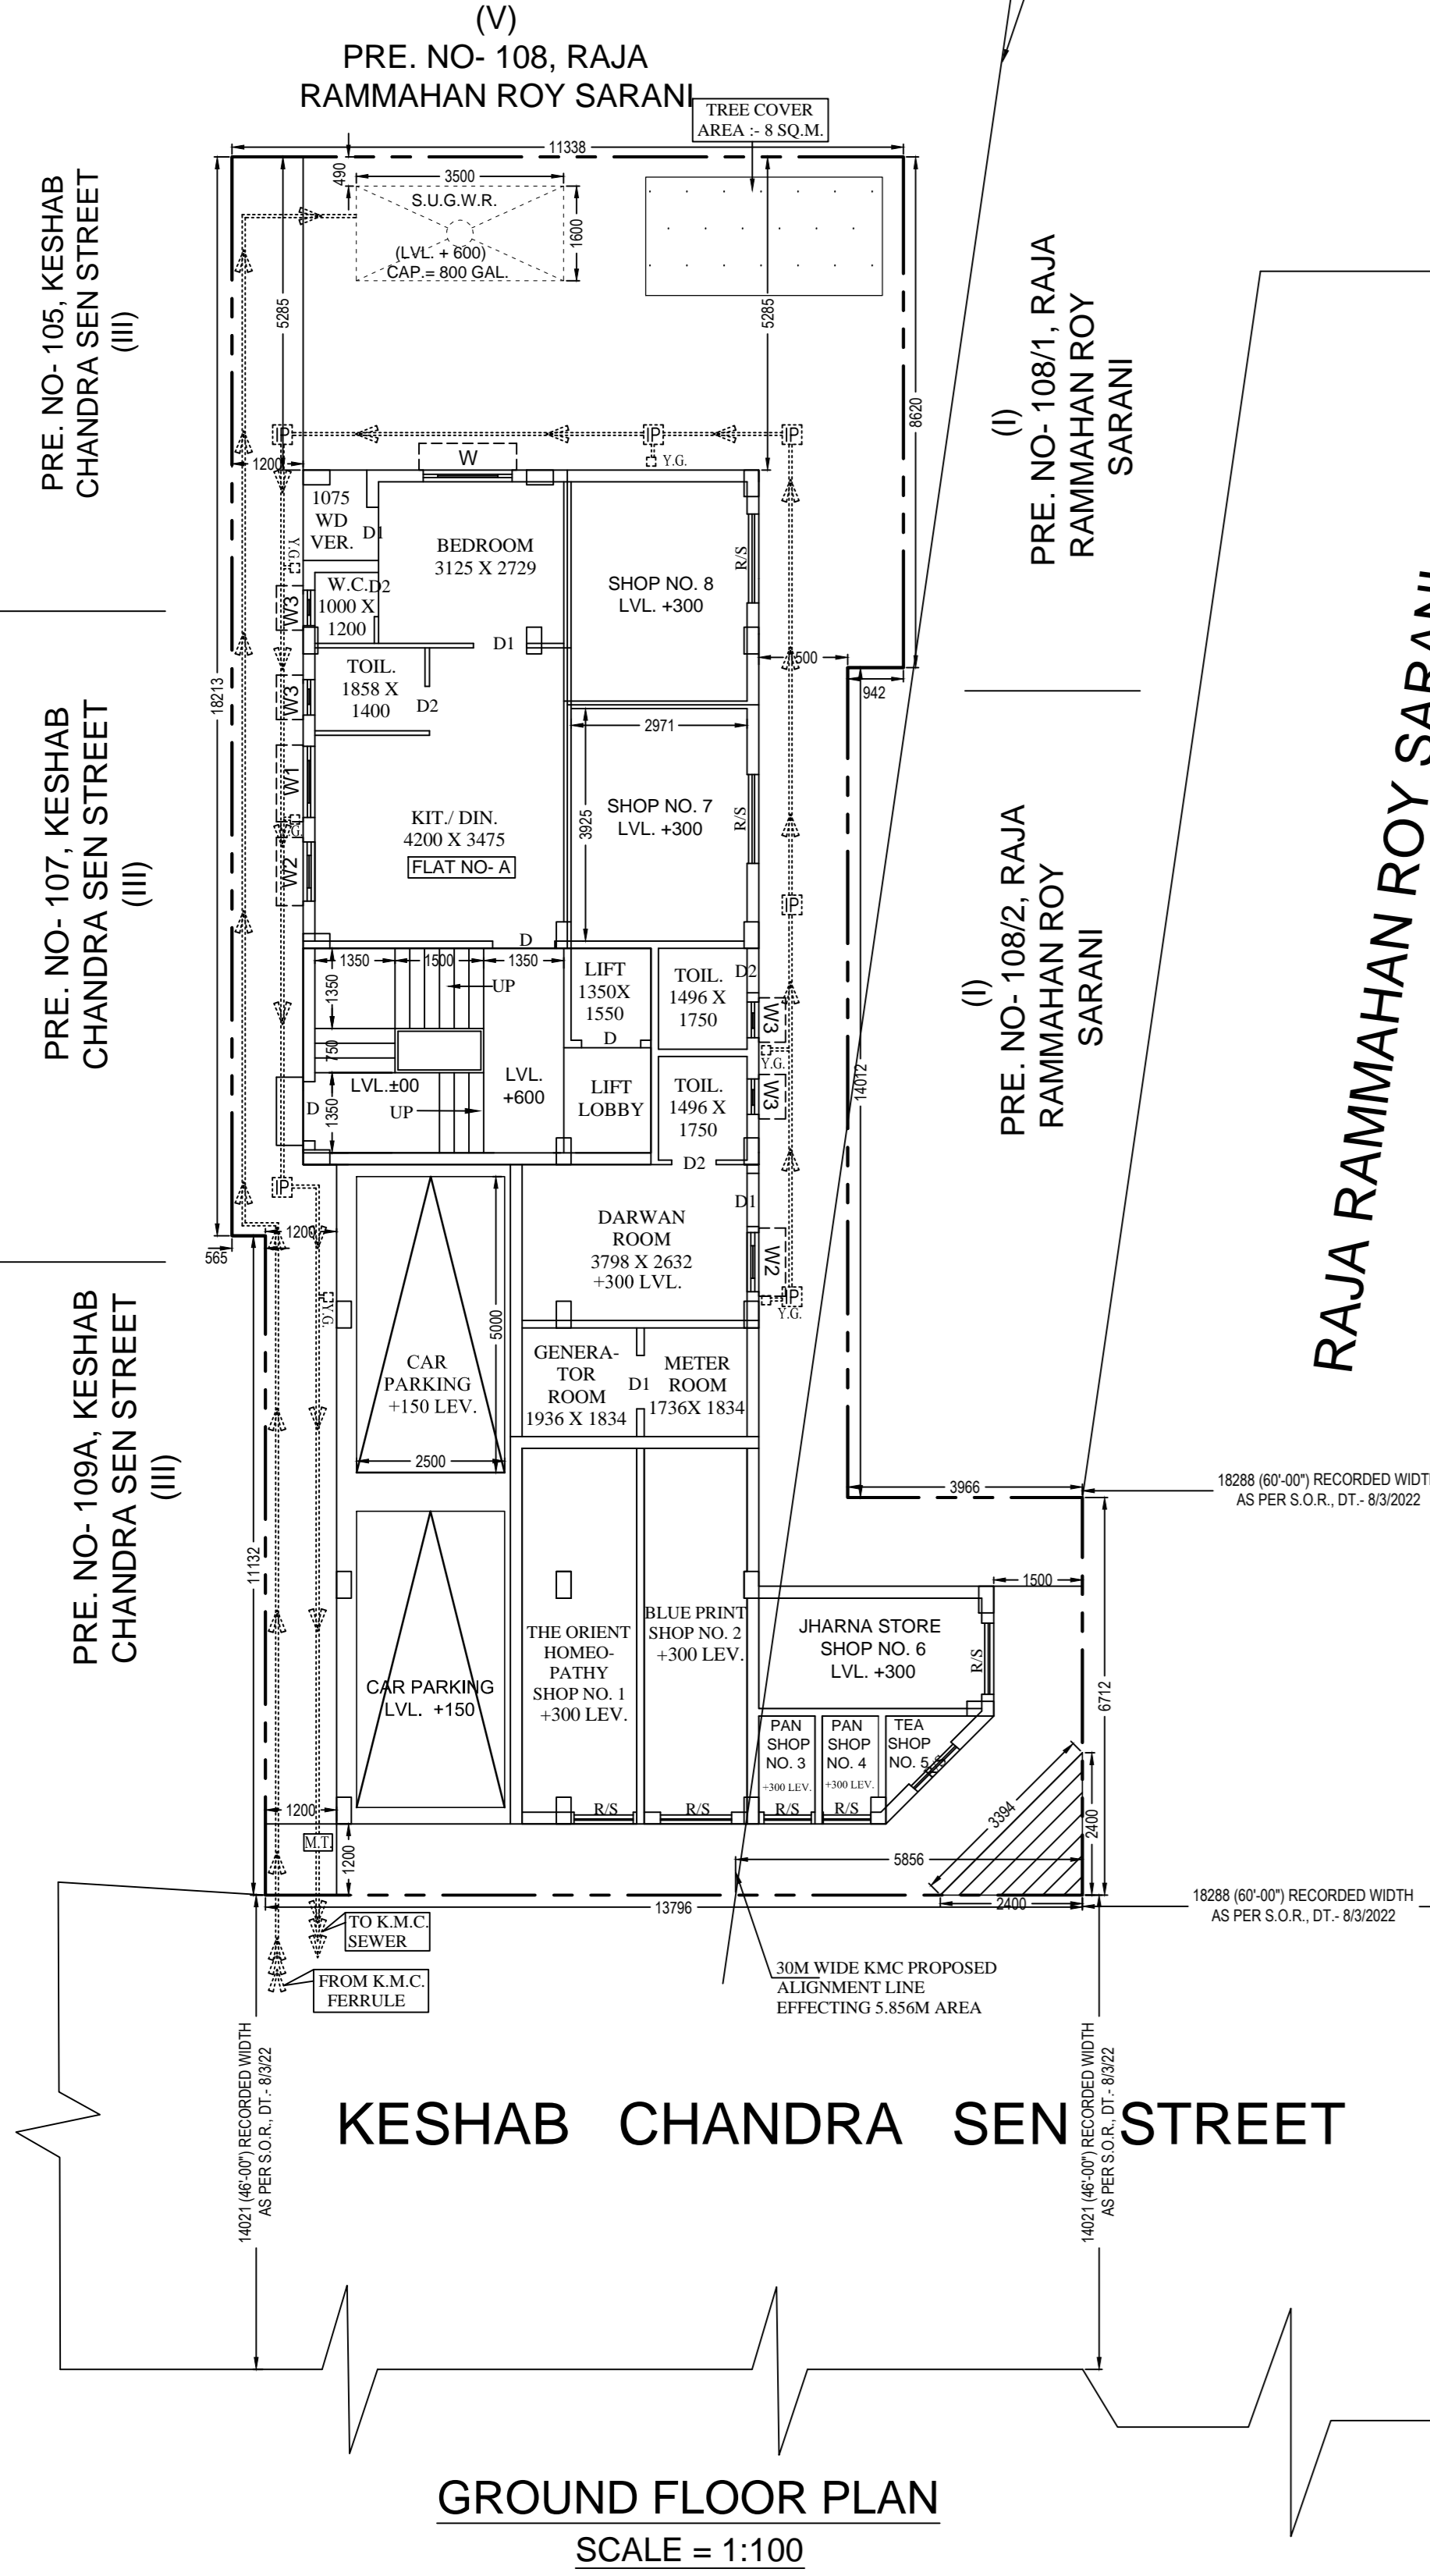 (V)
PRE. NO- 108, RAJA
RAMMAHAN ROY SARANI
TREE COVER
AREA :- 8 SQ.M.
11338
490
3500
S.U.G.W.R.
(LVL. + 600)
CAP.= 800 GAL.
1600
5285
5285
18213
8620
PRE. NO- 105, KESHAB
CHANDRA SEN STREET
(III)
(I)
PRE. NO- 108/1, RAJA
RAMMAHAN ROY
SARANI
IP
IP
IP
Y.G.
1200
W
1075
WD
VER.
D1
BEDROOM
3125 X 2729
SHOP NO. 8
LVL. +300
R/S
Y.G.
W.C.
D2
1000 X
1200
W3
D1
TOIL.
1858 X
1400
D2
W3
500
942
2971
PRE. NO- 107, KESHAB
CHANDRA SEN STREET
(III)
W1
KIT./ DIN.
4200 X 3475
FLAT NO- A
3925
SHOP NO. 7
LVL. +300
R/S
G.
W2
IP
(I)
PRE. NO- 108/2, RAJA
RAMMAHAN ROY
SARANI
RAJA RAMMAHAN ROY SARANI
D
1350
1500
1350
1350
UP
LIFT
1350X
1550
D
TOIL.
1496 X
1750
D2
W3
Y.G.
750
LVL.±00
LVL.
+600
LIFT
LOBBY
TOIL.
1496 X
1750
W3
14012
D
1350
UP
D2
IP
1200
565
DARWAN
ROOM
3798 X 2632
+300 LVL.
D1
W2
IP
Y.G.
Y.G.
5000
CAR
PARKING
+150 LEV.
2500
GENERA-
TOR
ROOM
1936 X 1834
D1
METER
ROOM
1736X 1834
PRE. NO- 109A, KESHAB
CHANDRA SEN STREET
(III)
3966
18288 (60'-00") RECORDED WIDTH
AS PER S.O.R., DT.- 8/3/2022
11132
1500
THE ORIENT
HOMEO-
PATHY
SHOP NO. 1
+300 LEV.
BLUE PRINT
SHOP NO. 2
+300 LEV.
JHARNA STORE
SHOP NO. 6
LVL. +300
R/S
CAR PARKING
LVL. +150
6712
PAN
SHOP
NO. 3
+300 LEV.
PAN
SHOP
NO. 4
+300 LEV.
TEA
SHOP
NO. 5
R/S
R/S
R/S
R/S
R/S
3394
2400
1200
M.T.
1200
5856
13796
2400
18288 (60'-00") RECORDED WIDTH
AS PER S.O.R., DT.- 8/3/2022
TO K.M.C.
SEWER
FROM K.M.C.
FERRULE
30M WIDE KMC PROPOSED
ALIGNMENT LINE
EFFECTING 5.856M AREA
14021 (46'-00") RECORDED WIDTH
AS PER S.O.R., DT.- 8/3/22
14021 (46'-00") RECORDED WIDTH
AS PER S.O.R., DT.- 8/3/22
KESHAB CHANDRA SEN STREET
GROUND FLOOR PLAN
SCALE = 1:100